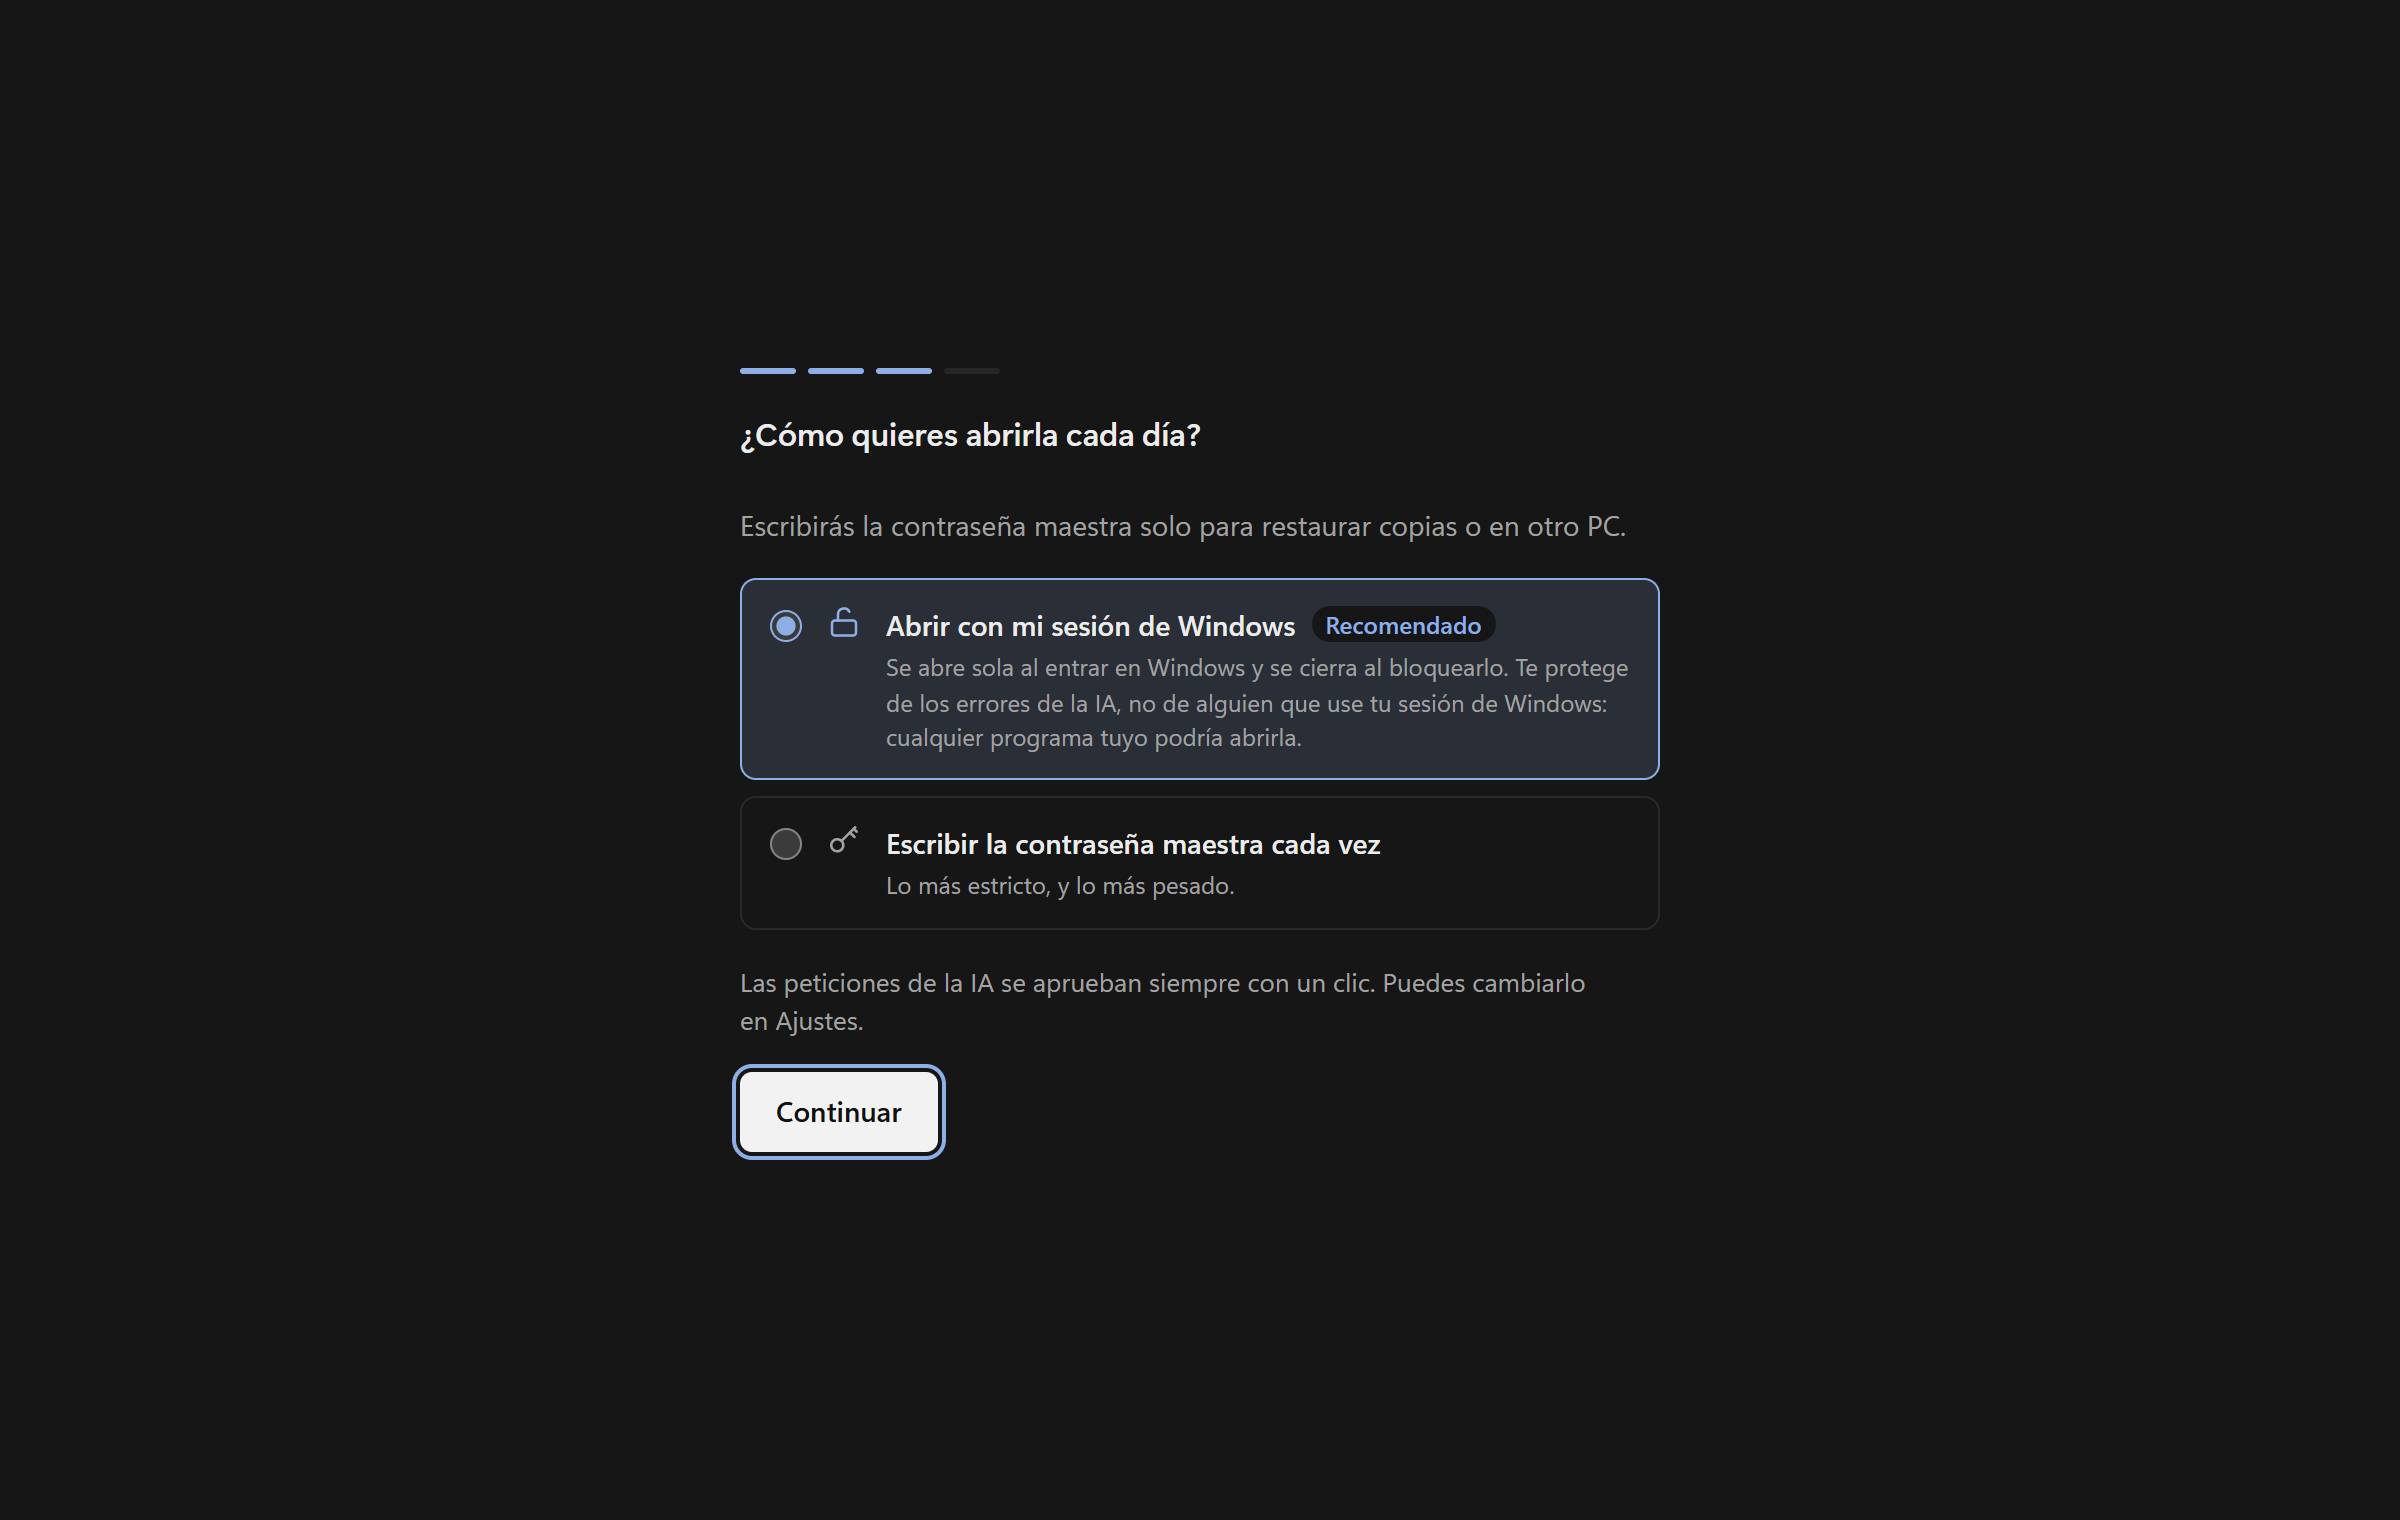 ¿Cómo quieres abrirla cada día?
Escribirás la contraseña maestra solo para restaurar copias o en otro PC.
Abrir con mi sesión de Windows Recomendado
Se abre sola al entrar en Windows y se cierra al bloquearlo. Te protege
de los errores de la IA, no de alguien que use tu sesión de Windows:
cualquier programa tuyo podría abrirla.
Escribir la contraseña maestra cada vez
Lo más estricto, y lo más pesado.
Las peticiones de la IA se aprueban siempre con un clic. Puedes cambiarlo
en Ajustes.
Continuar